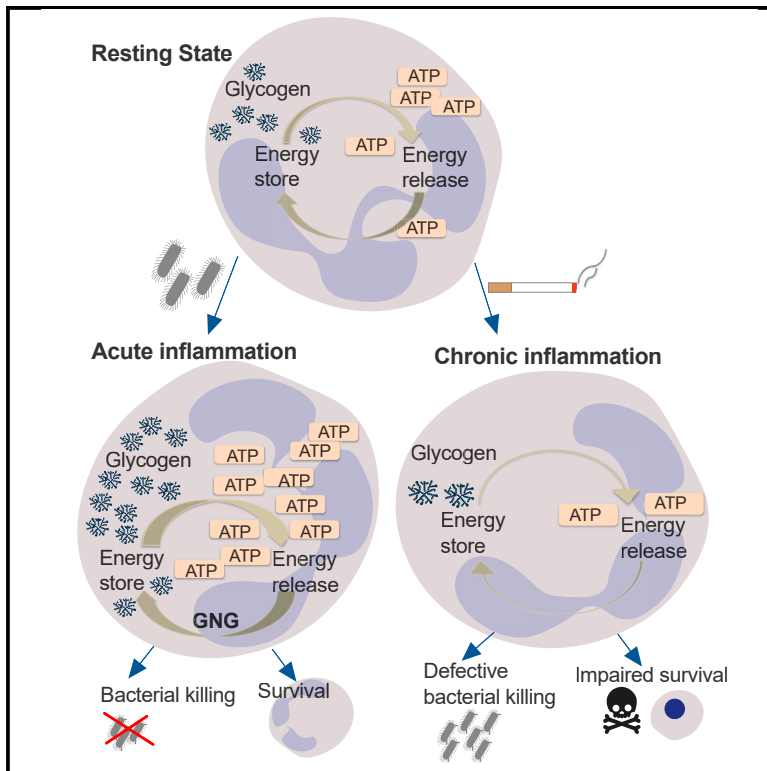 Resting State
Glycogen
ATP
ATP
ATP
ATP
Energy
store
Energy
release
ATP
Acute inflammation
Chronic inflammation
Glycogen
ATP
ATP
ATP
ATP
ATP
ATP
ATP
ATP
ATP
ATP
Energy
store
Energy
release
GNG
Glycogen
Energy
store
ATP
ATP
Energy
release
Bacterial killing
Survival
Defective
bacterial killing
Impaired survival